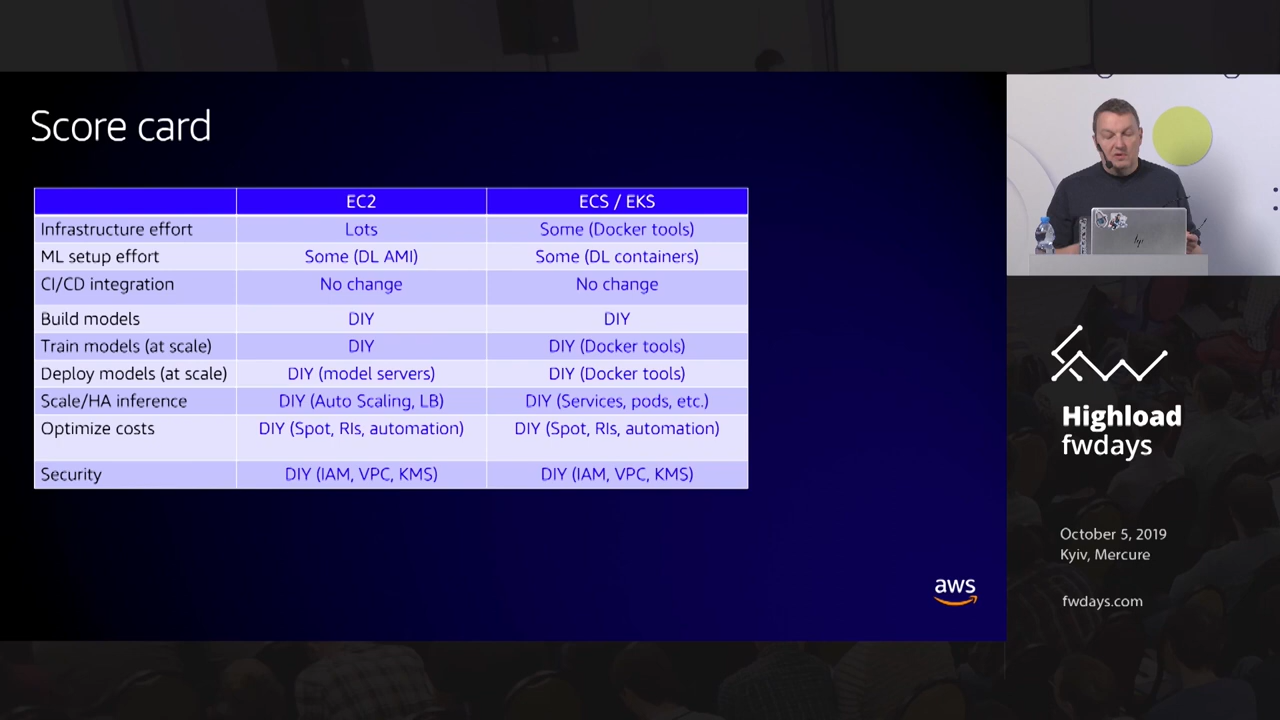 Score card
EC2 ECS / EKS
Infrastructure effort Lots Some (Docker tools)
ML setup effort Some (DL AMI) Some (DL containers)
CI/CD integration No change No change
Build models DIY DIY
Train models (at scale) DIY DIY (Docker tools)
Deploy models (at scale) DIY (model servers) DIY (Docker tools)
Scale/HA inference DIY (Auto Scaling, LB) DIY (Services, pods, etc.)
Optimize costs DIY (Spot, RIs, automation) DIY (Spot, RIs, automation)
Security DIY (IAM, VPC, KMS) DIY (IAM, VPC, KMS)
aws
hp
Highload
fwdays
October 5, 2019
Kyiv, Mercure
fwdays.com